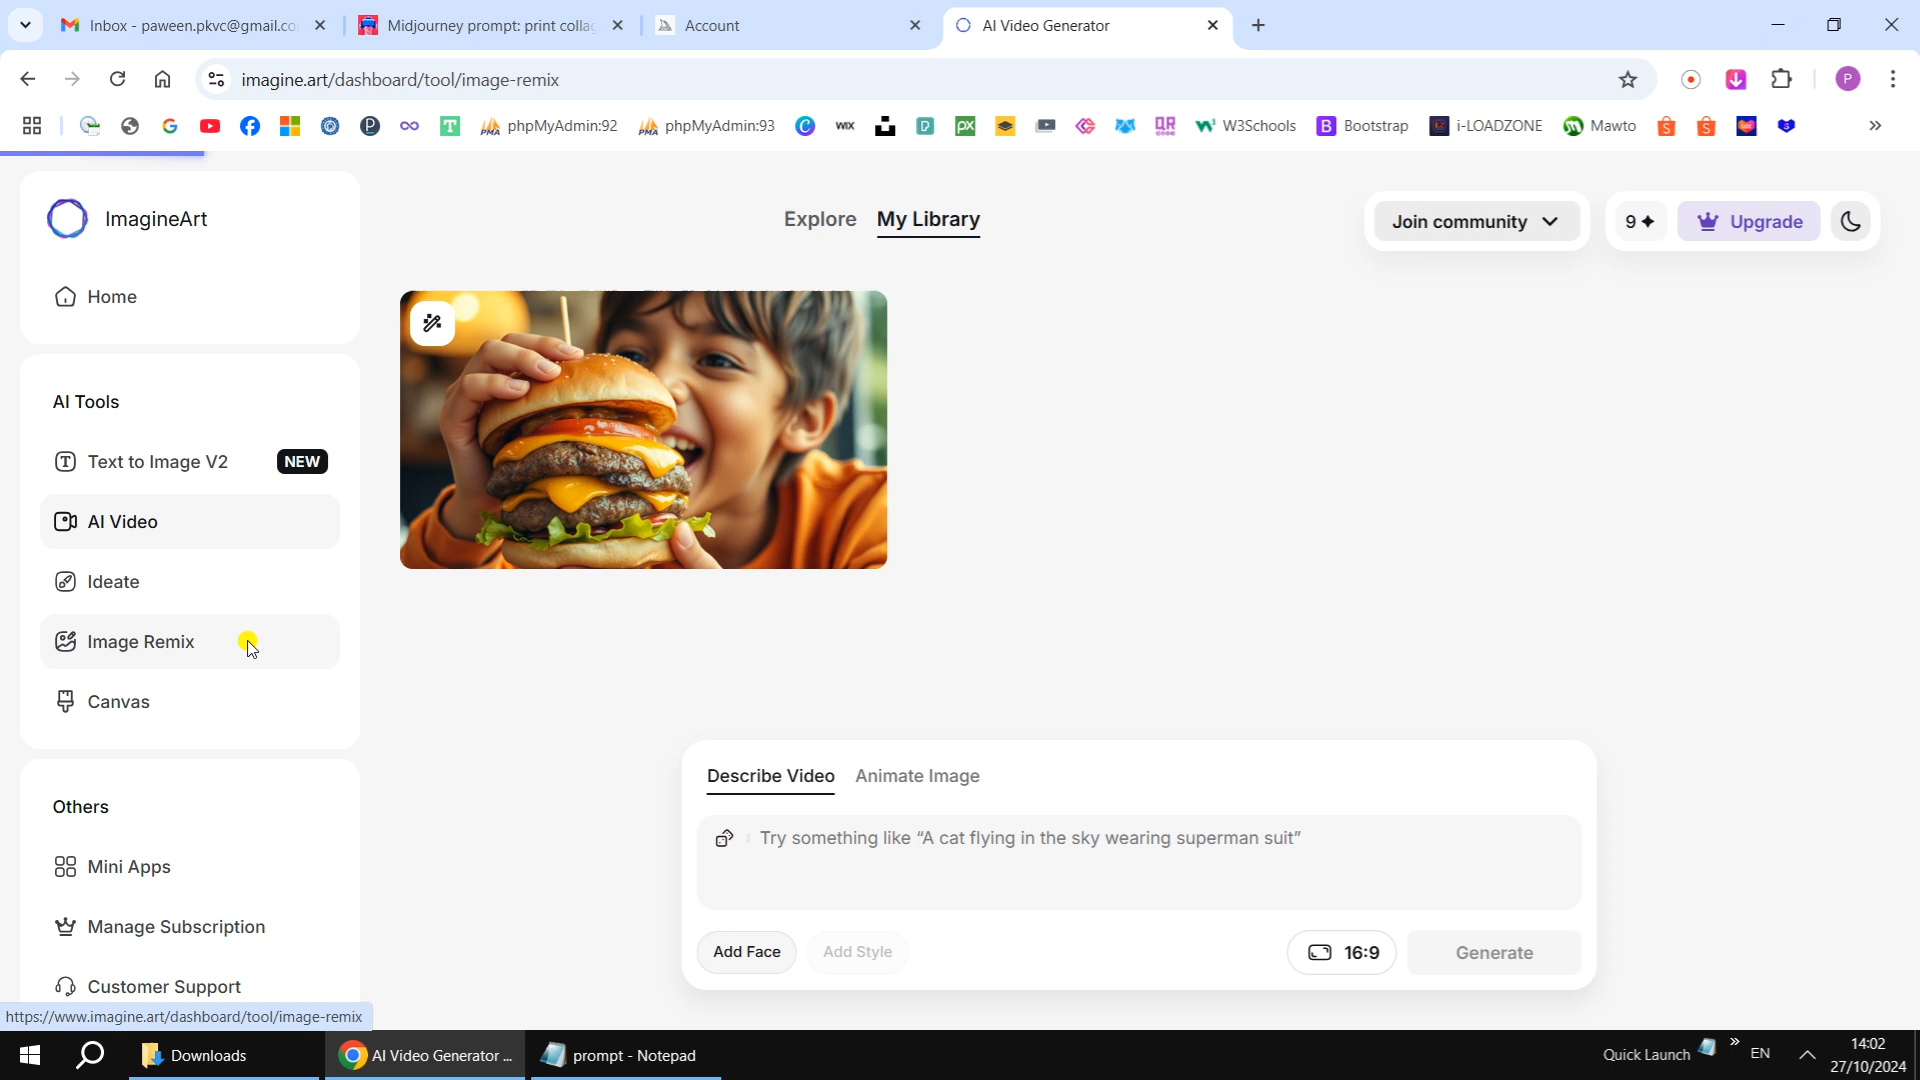 Inbox - paween.pkvc@gmail.co
Midjourney prompt: print colla
Account
AI Video Generator
imagine.art/dashboard/tool/image-remix
P
phpMyAdmin:92
phpMyAdmin:93
WIX
W3Schools
Bootstrap
i-LOADZONE
Mawto
ImagineArt
Explore
My Library
Join community
9
Upgrade
Home
AI Tools
Text to Image V2
NEW
AI Video
Ideate
Image Remix
Canvas
Describe Video
Animate Image
Try something like “A cat flying in the sky wearing superman suit”
Others
Mini Apps
Manage Subscription
Add Face
Add Style
16:9
Generate
Customer Support
https://www.imagine.art/dashboard/tool/image-remix
Downloads
AI Video Generator ...
prompt - Notepad
Quick Launch
EN
14:02
27/10/2024